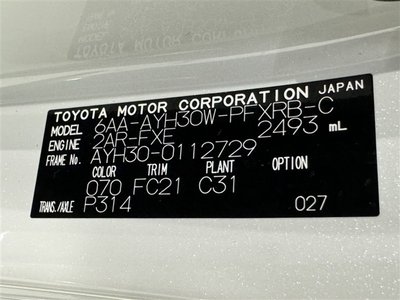 TOYOTA MOTOR CORPORATION JAPAN
MODEL 6AA-AYH30W-PFXRB-C
ENGINE 2AR-FXE 2493 mL
FRAME No. AYH30-0112729
COLOR TRIM PLANT OPTION
070 FC21 C31
TRANS./AXLE P314 027